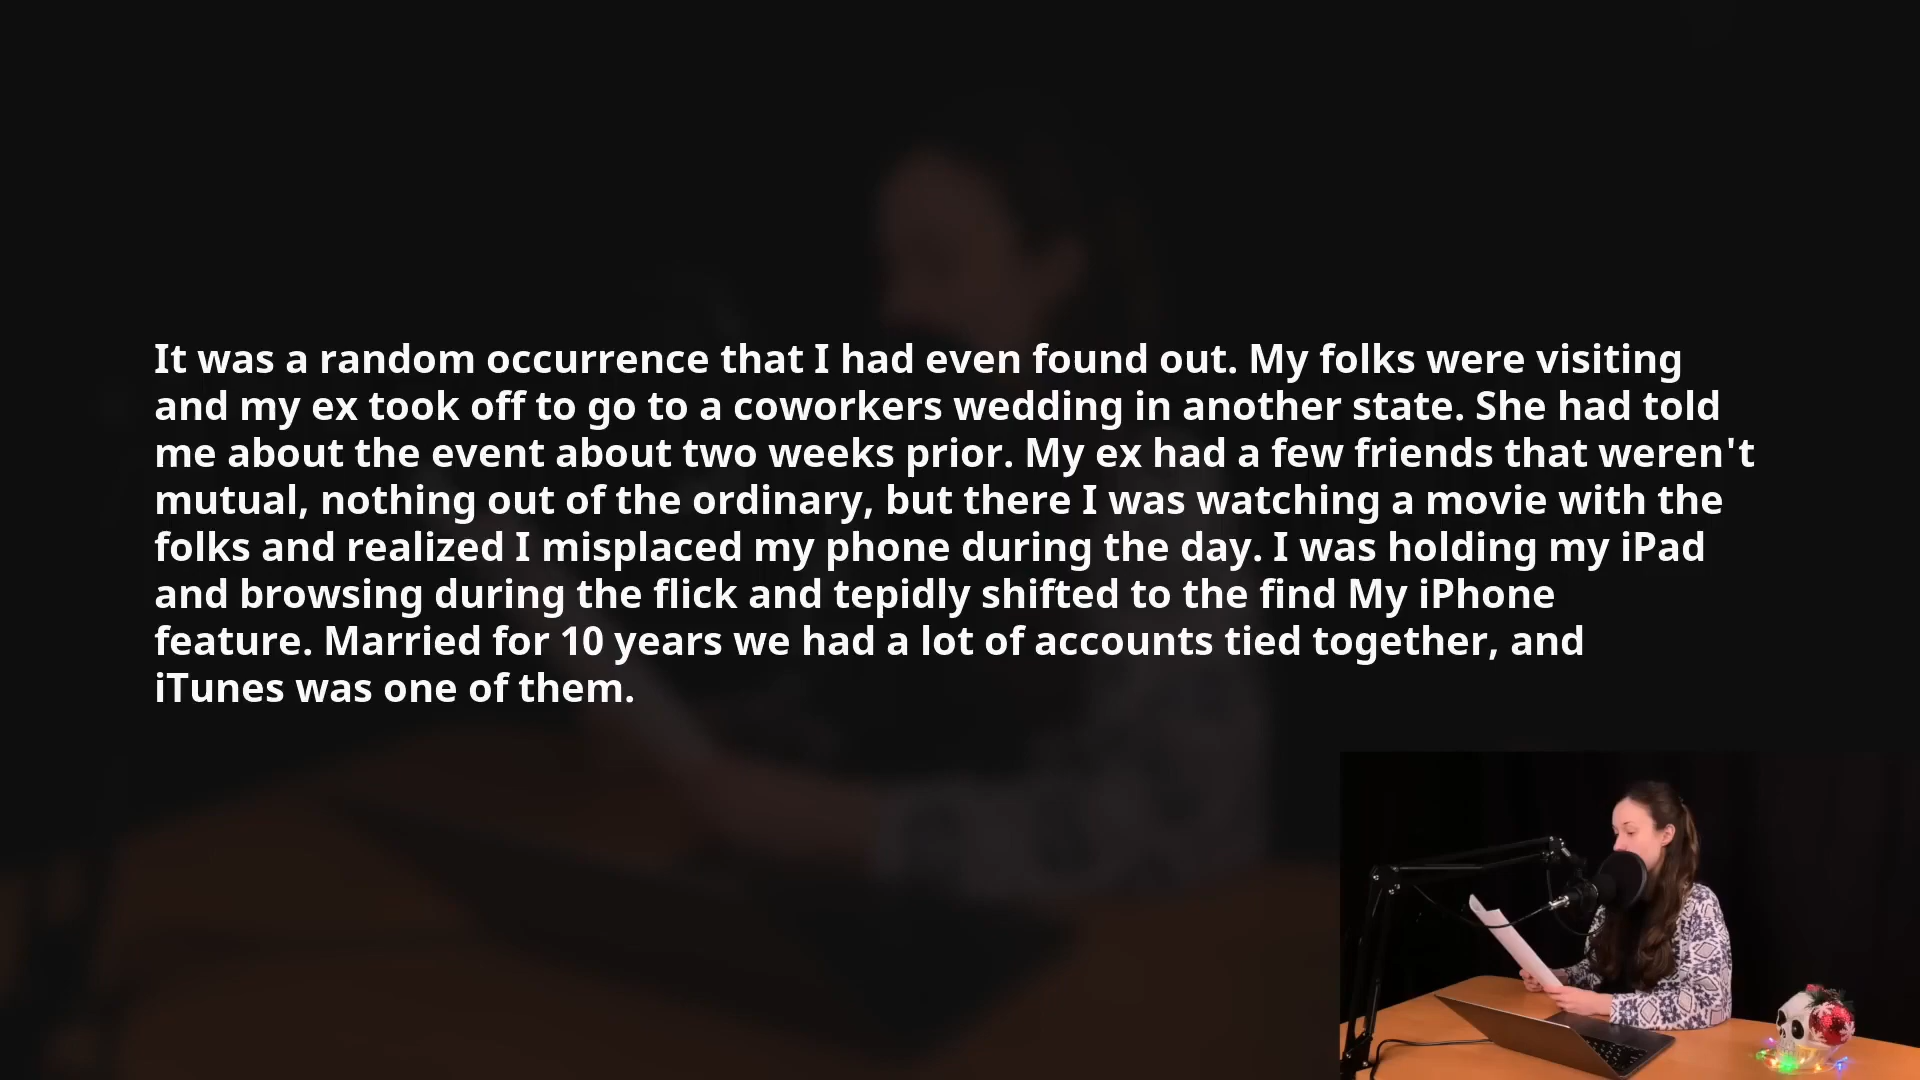 It was a random occurrence that I had even found out. My folks were visiting
and my ex took off to go to a coworkers wedding in another state. She had told
me about the event about two weeks prior. My ex had a few friends that weren't
mutual, nothing out of the ordinary, but there I was watching a movie with the
folks and realized I misplaced my phone during the day. I was holding my iPad
and browsing during the flick and tepidly shifted to the find My iPhone
feature. Married for 10 years we had a lot of accounts tied together, and
iTunes was one of them.